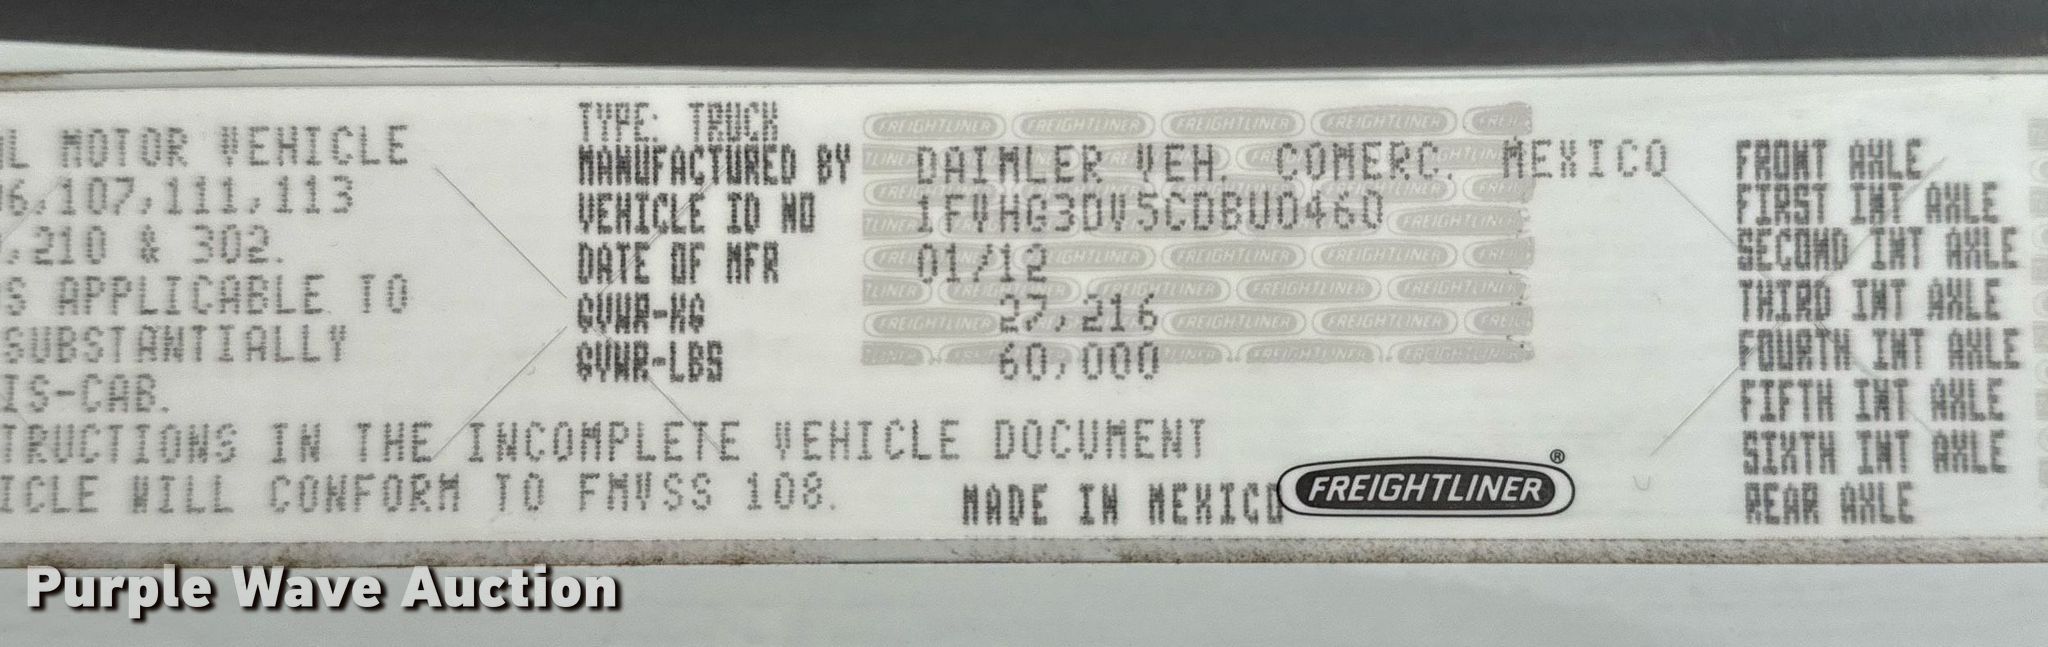 L MOTOR VEHICLE
6,107,111,113
,210 & 302.
S APPLICABLE TO
SUBSTANTIALLY
IS-CAB.
TRUCTIONS IN THE INCOMPLETE VEHICLE DOCUMENT
ICLE WILL CONFORM TO FMVSS 108.
TYPE: TRUCK
MANUFACTURED BY DAIMLER VEH. COMERC. MEXICO
VEHICLE ID NO 1FVHG3DV5CDBU0460
DATE OF MFR 01/12
GVWR-KG 27,216
GVWR-LBS 60,000
MADE IN MEXICO
FREIGHTLINER®
FRONT AXLE
FIRST INT AXLE
SECOND INT AXLE
THIRD INT AXLE
FOURTH INT AXLE
FIFTH INT AXLE
SIXTH INT AXLE
REAR AXLE
Purple Wave Auction